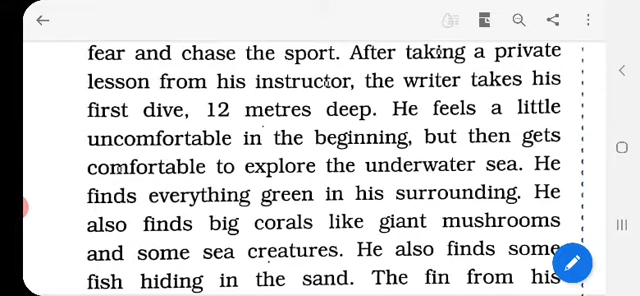 fear and chase the sport. After taking a private
lesson from his instructor, the writer takes his
first dive, 12 metres deep. He feels a little
uncomfortable in the beginning, but then gets
comfortable to explore the underwater sea. He
finds everything green in his surrounding. He
also finds big corals like giant mushrooms
and some sea creatures. He also finds some
fish hiding in the sand. The fin from his